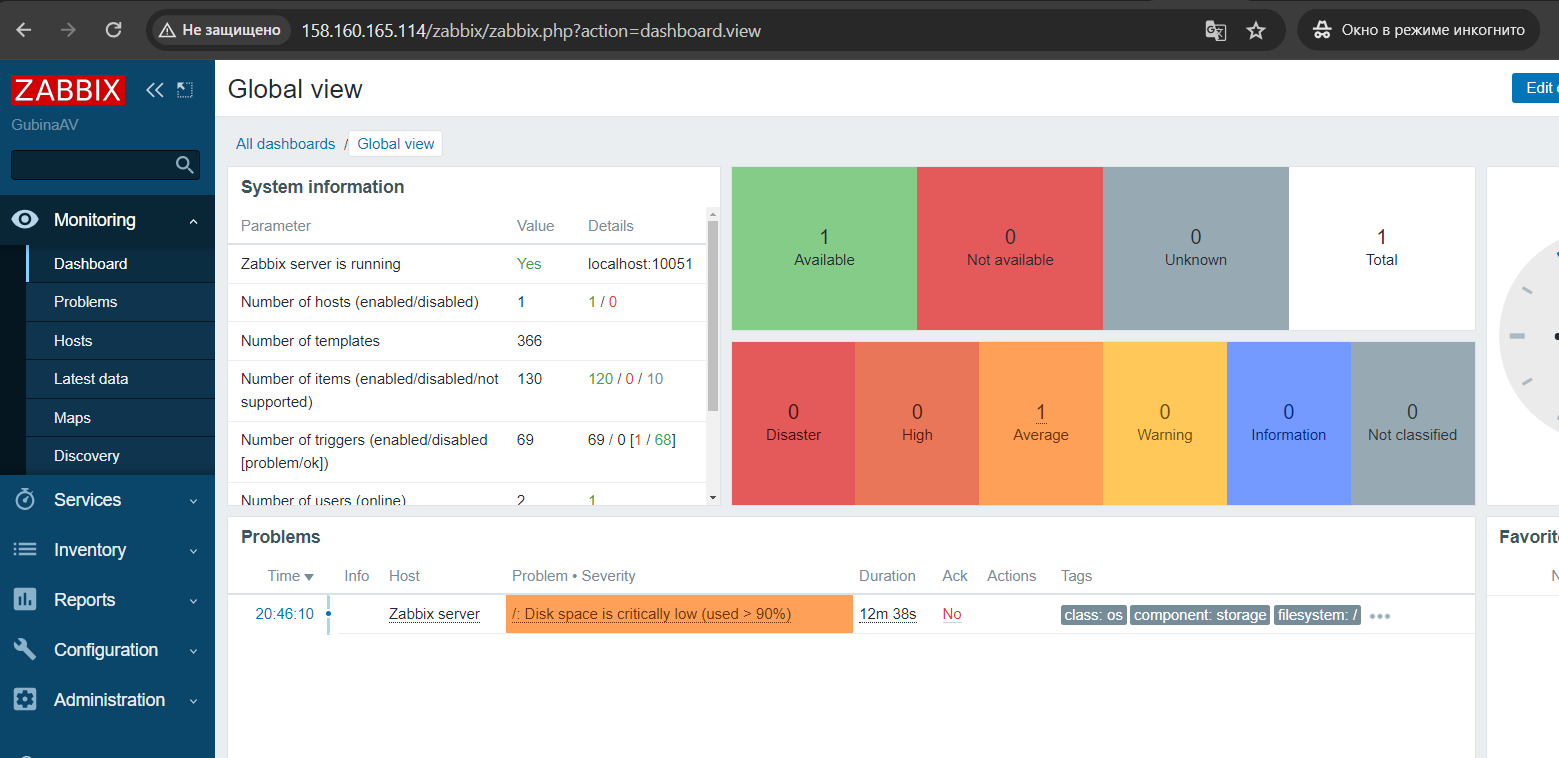 Не защищено 158.160.165.114/zabbix/zabbix.php?action=dashboard.view Окно в режиме инкогнито
ZABBIX
GubinaAV
Monitoring
Dashboard
Problems
Hosts
Latest data
Maps
Discovery
Services
Inventory
Reports
Configuration
Administration
Global view
Edit
All dashboards / Global view
System information
Parameter Value Details
Zabbix server is running Yes localhost:10051
Number of hosts (enabled/disabled) 1 1 / 0
Number of templates 366
Number of items (enabled/disabled/not 130 120 / 0 / 10
supported)
Number of triggers (enabled/disabled 69 69 / 0 [1 / 68]
[problem/ok])
Number of users (online) 2 1
1 0 0 1
Available Not available Unknown Total
0 0 1 0 0 0
Disaster High Average Warning Information Not classified
Problems
Time Info Host Problem • Severity Duration Ack Actions Tags
20:46:10 Zabbix server /: Disk space is critically low (used > 90%) 12m 38s No class: os component: storage filesystem: / •••
Favorit